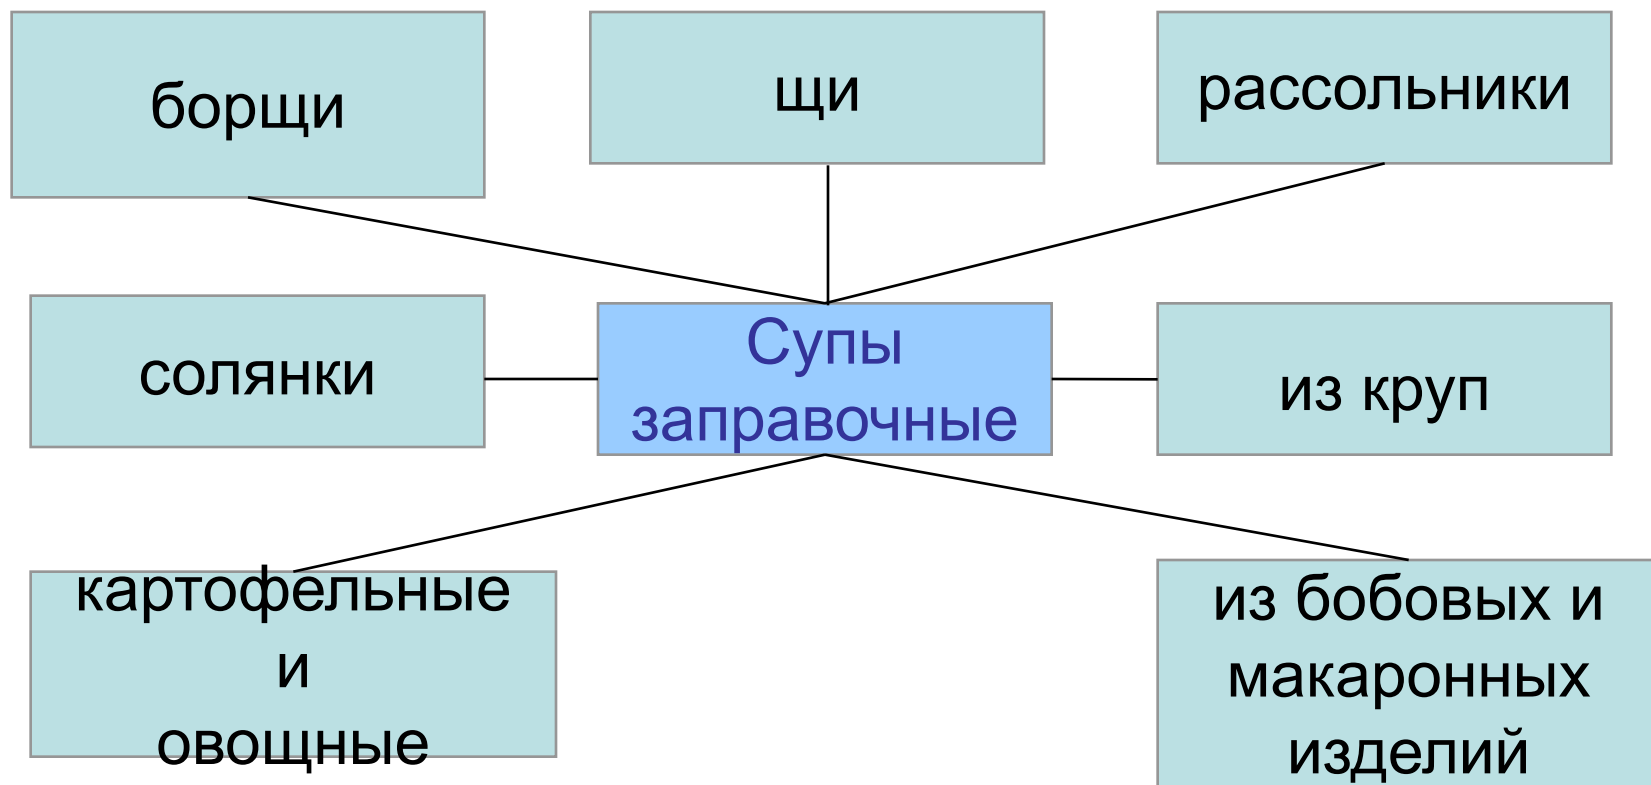 борщи
щи
рассольники
солянки
Супы
заправочные
из круп
картофельные
и
овощные
из бобовых и
макаронных
изделий